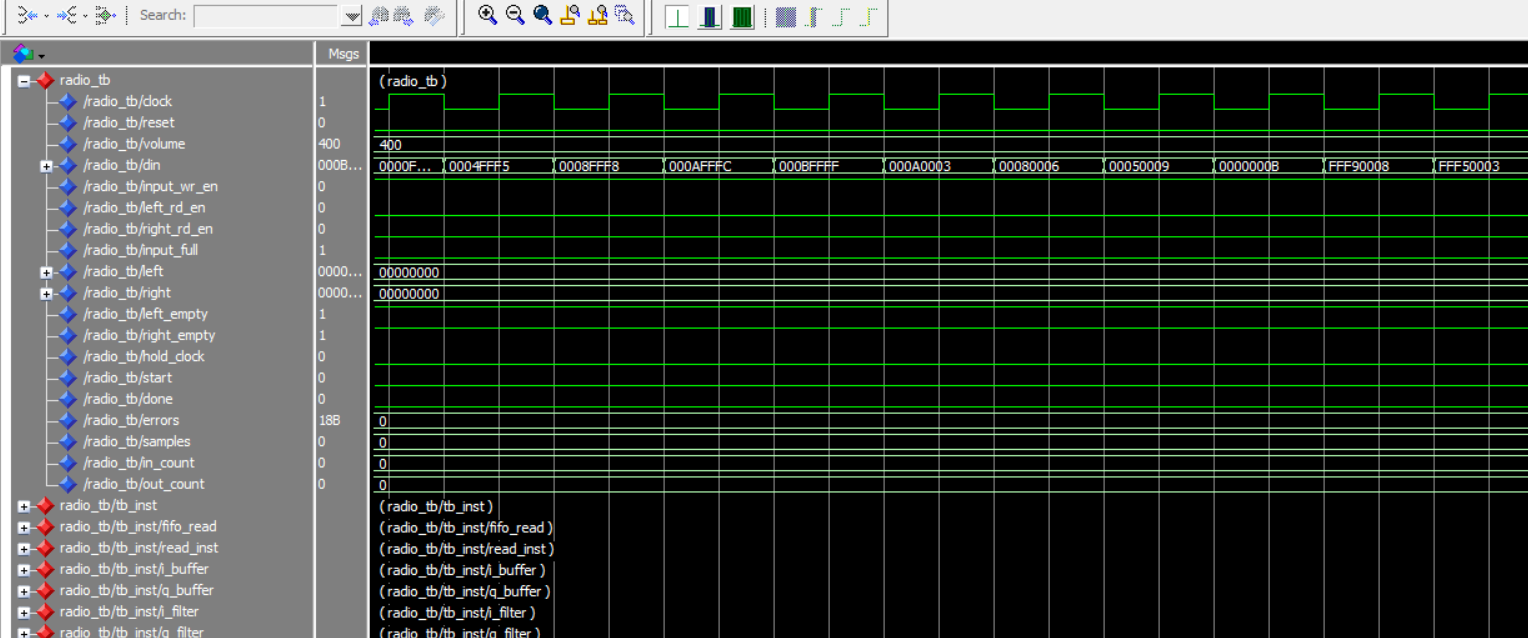 Search:
Msgs
radio_tb ( radio_tb )
/radio_tb/clock 1
/radio_tb/reset 0
/radio_tb/volume 400 400
/radio_tb/din 000B... 0000F... 0004FFF5 0008FFF8 000AFFFC 000BFFFF 000A0003 00080006 00050009 0000000B FFF90008 FFF50003
/radio_tb/input_wr_en 0
/radio_tb/left_rd_en 0
/radio_tb/right_rd_en 0
/radio_tb/input_full 1
/radio_tb/left 0000... 00000000
/radio_tb/right 0000... 00000000
/radio_tb/left_empty 1
/radio_tb/right_empty 1
/radio_tb/hold_clock 0
/radio_tb/start 0
/radio_tb/done 0
/radio_tb/errors 18B 0
/radio_tb/samples 0 0
/radio_tb/in_count 0 0
/radio_tb/out_count 0 0
radio_tb/tb_inst ( radio_tb/tb_inst )
radio_tb/tb_inst/fifo_read ( radio_tb/tb_inst/fifo_read )
radio_tb/tb_inst/read_inst ( radio_tb/tb_inst/read_inst )
radio_tb/tb_inst/i_buffer ( radio_tb/tb_inst/i_buffer )
radio_tb/tb_inst/q_buffer ( radio_tb/tb_inst/q_buffer )
radio_tb/tb_inst/i_filter ( radio_tb/tb_inst/i_filter )
radio_tb/tb_inst/q_filter ( radio_tb/tb_inst/q_filter )